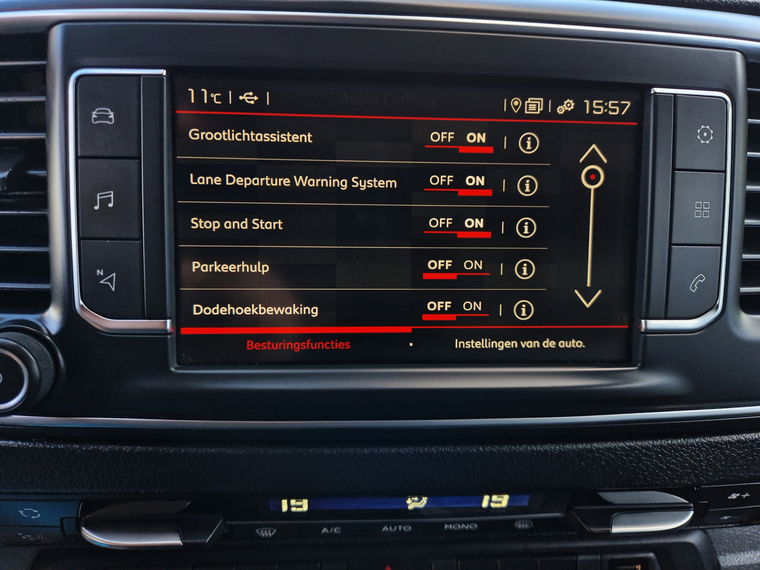 11°C 15:57
Grootlichtassistent OFF ON i
Lane Departure Warning System OFF ON i
Stop and Start OFF ON i
Parkeerhulp OFF ON i
Dodehoekbewaking OFF ON i
Besturingsfuncties • Instellingen van de auto.
N
19 19
A/C AUTO MONO